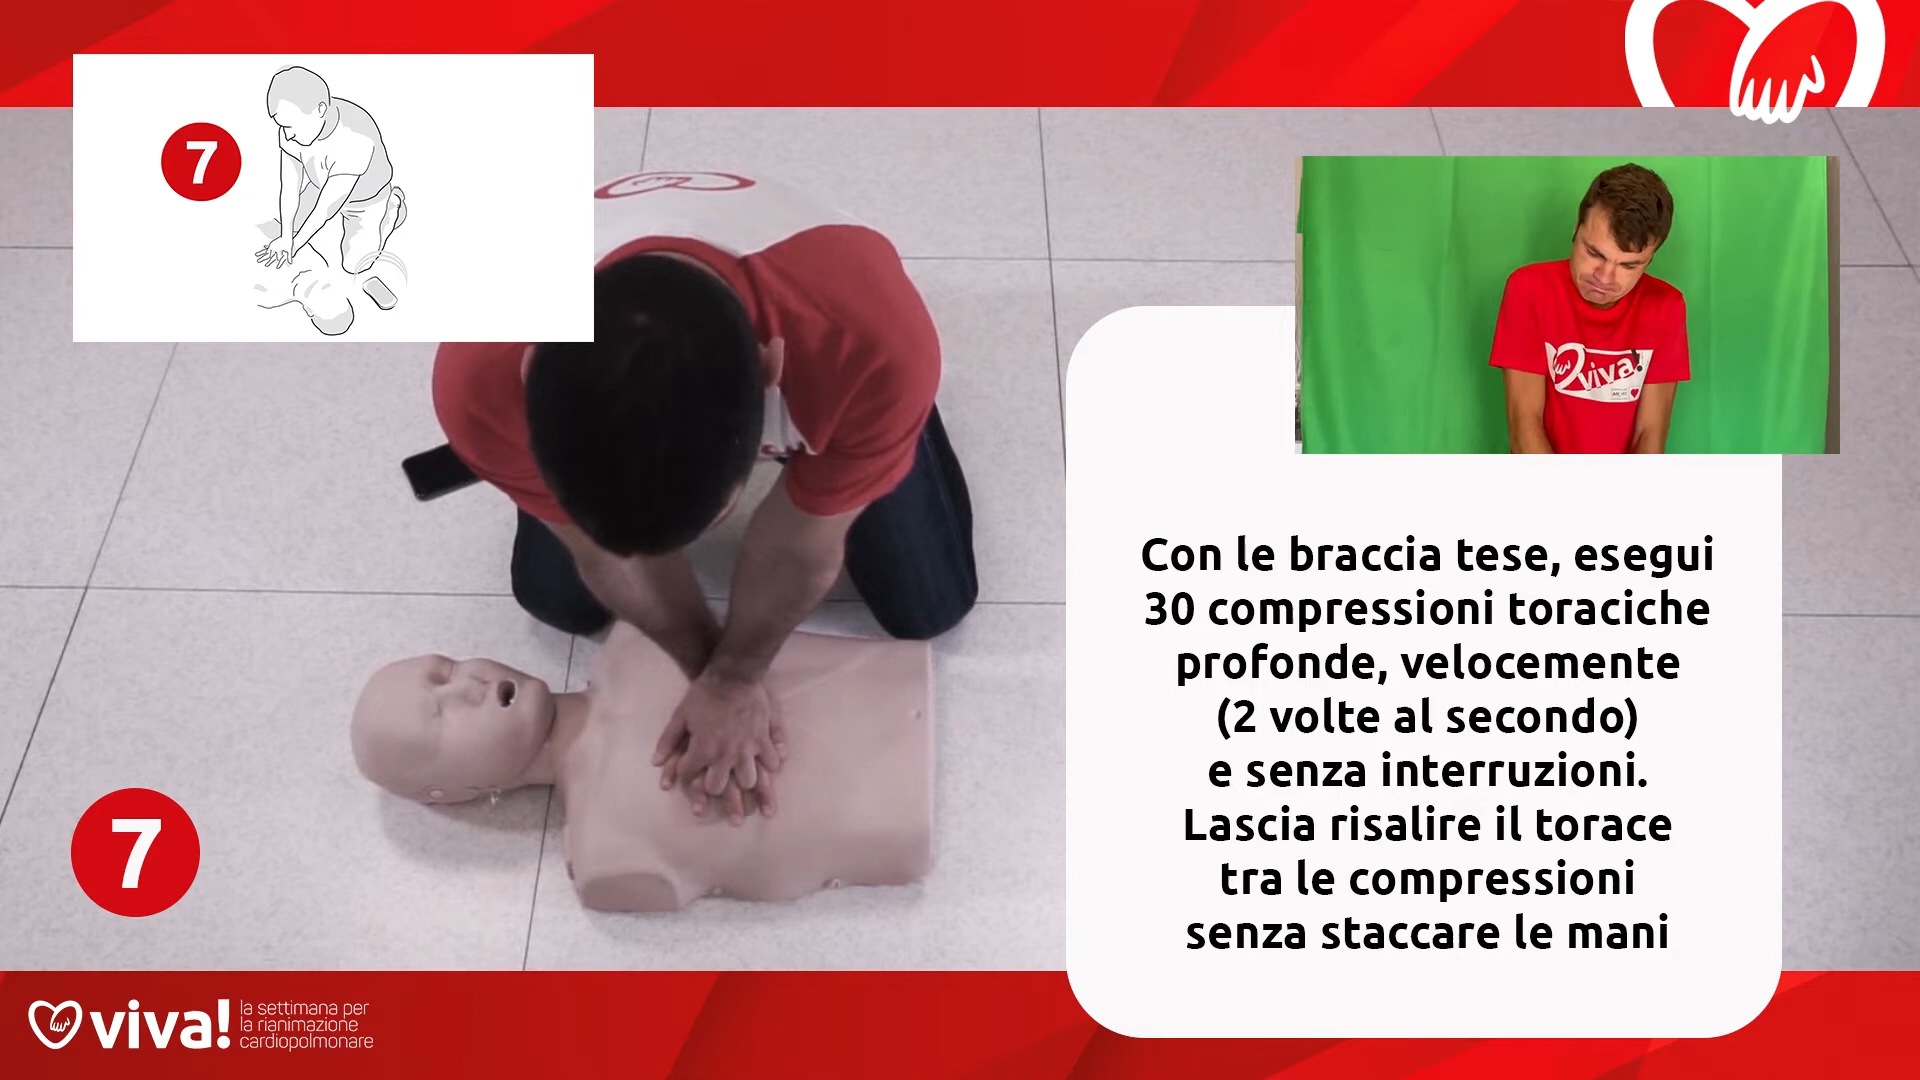 7
viva!
Con le braccia tese, esegui
30 compressioni toraciche
profonde, velocemente
(2 volte al secondo)
e senza interruzioni.
Lascia risalire il torace
tra le compressioni
senza staccare le mani
7
viva!
la settimana per
la rianimazione
cardiopolmonare